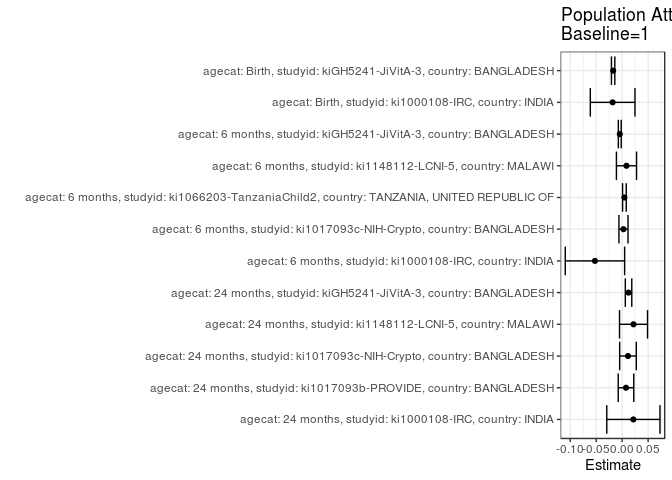 Population Att
Baseline=1
agecat: Birth, studyid: kiGH5241-JiVitA-3, country: BANGLADESH
agecat: Birth, studyid: ki1000108-IRC, country: INDIA
agecat: 6 months, studyid: kiGH5241-JiVitA-3, country: BANGLADESH
agecat: 6 months, studyid: ki1148112-LCNI-5, country: MALAWI
agecat: 6 months, studyid: ki1066203-TanzaniaChild2, country: TANZANIA, UNITED REPUBLIC OF
agecat: 6 months, studyid: ki1017093c-NIH-Crypto, country: BANGLADESH
agecat: 6 months, studyid: ki1000108-IRC, country: INDIA
agecat: 24 months, studyid: kiGH5241-JiVitA-3, country: BANGLADESH
agecat: 24 months, studyid: ki1148112-LCNI-5, country: MALAWI
agecat: 24 months, studyid: ki1017093c-NIH-Crypto, country: BANGLADESH
agecat: 24 months, studyid: ki1017093b-PROVIDE, country: BANGLADESH
agecat: 24 months, studyid: ki1000108-IRC, country: INDIA
-0.10 -0.05 0.00 0.05
Estimate